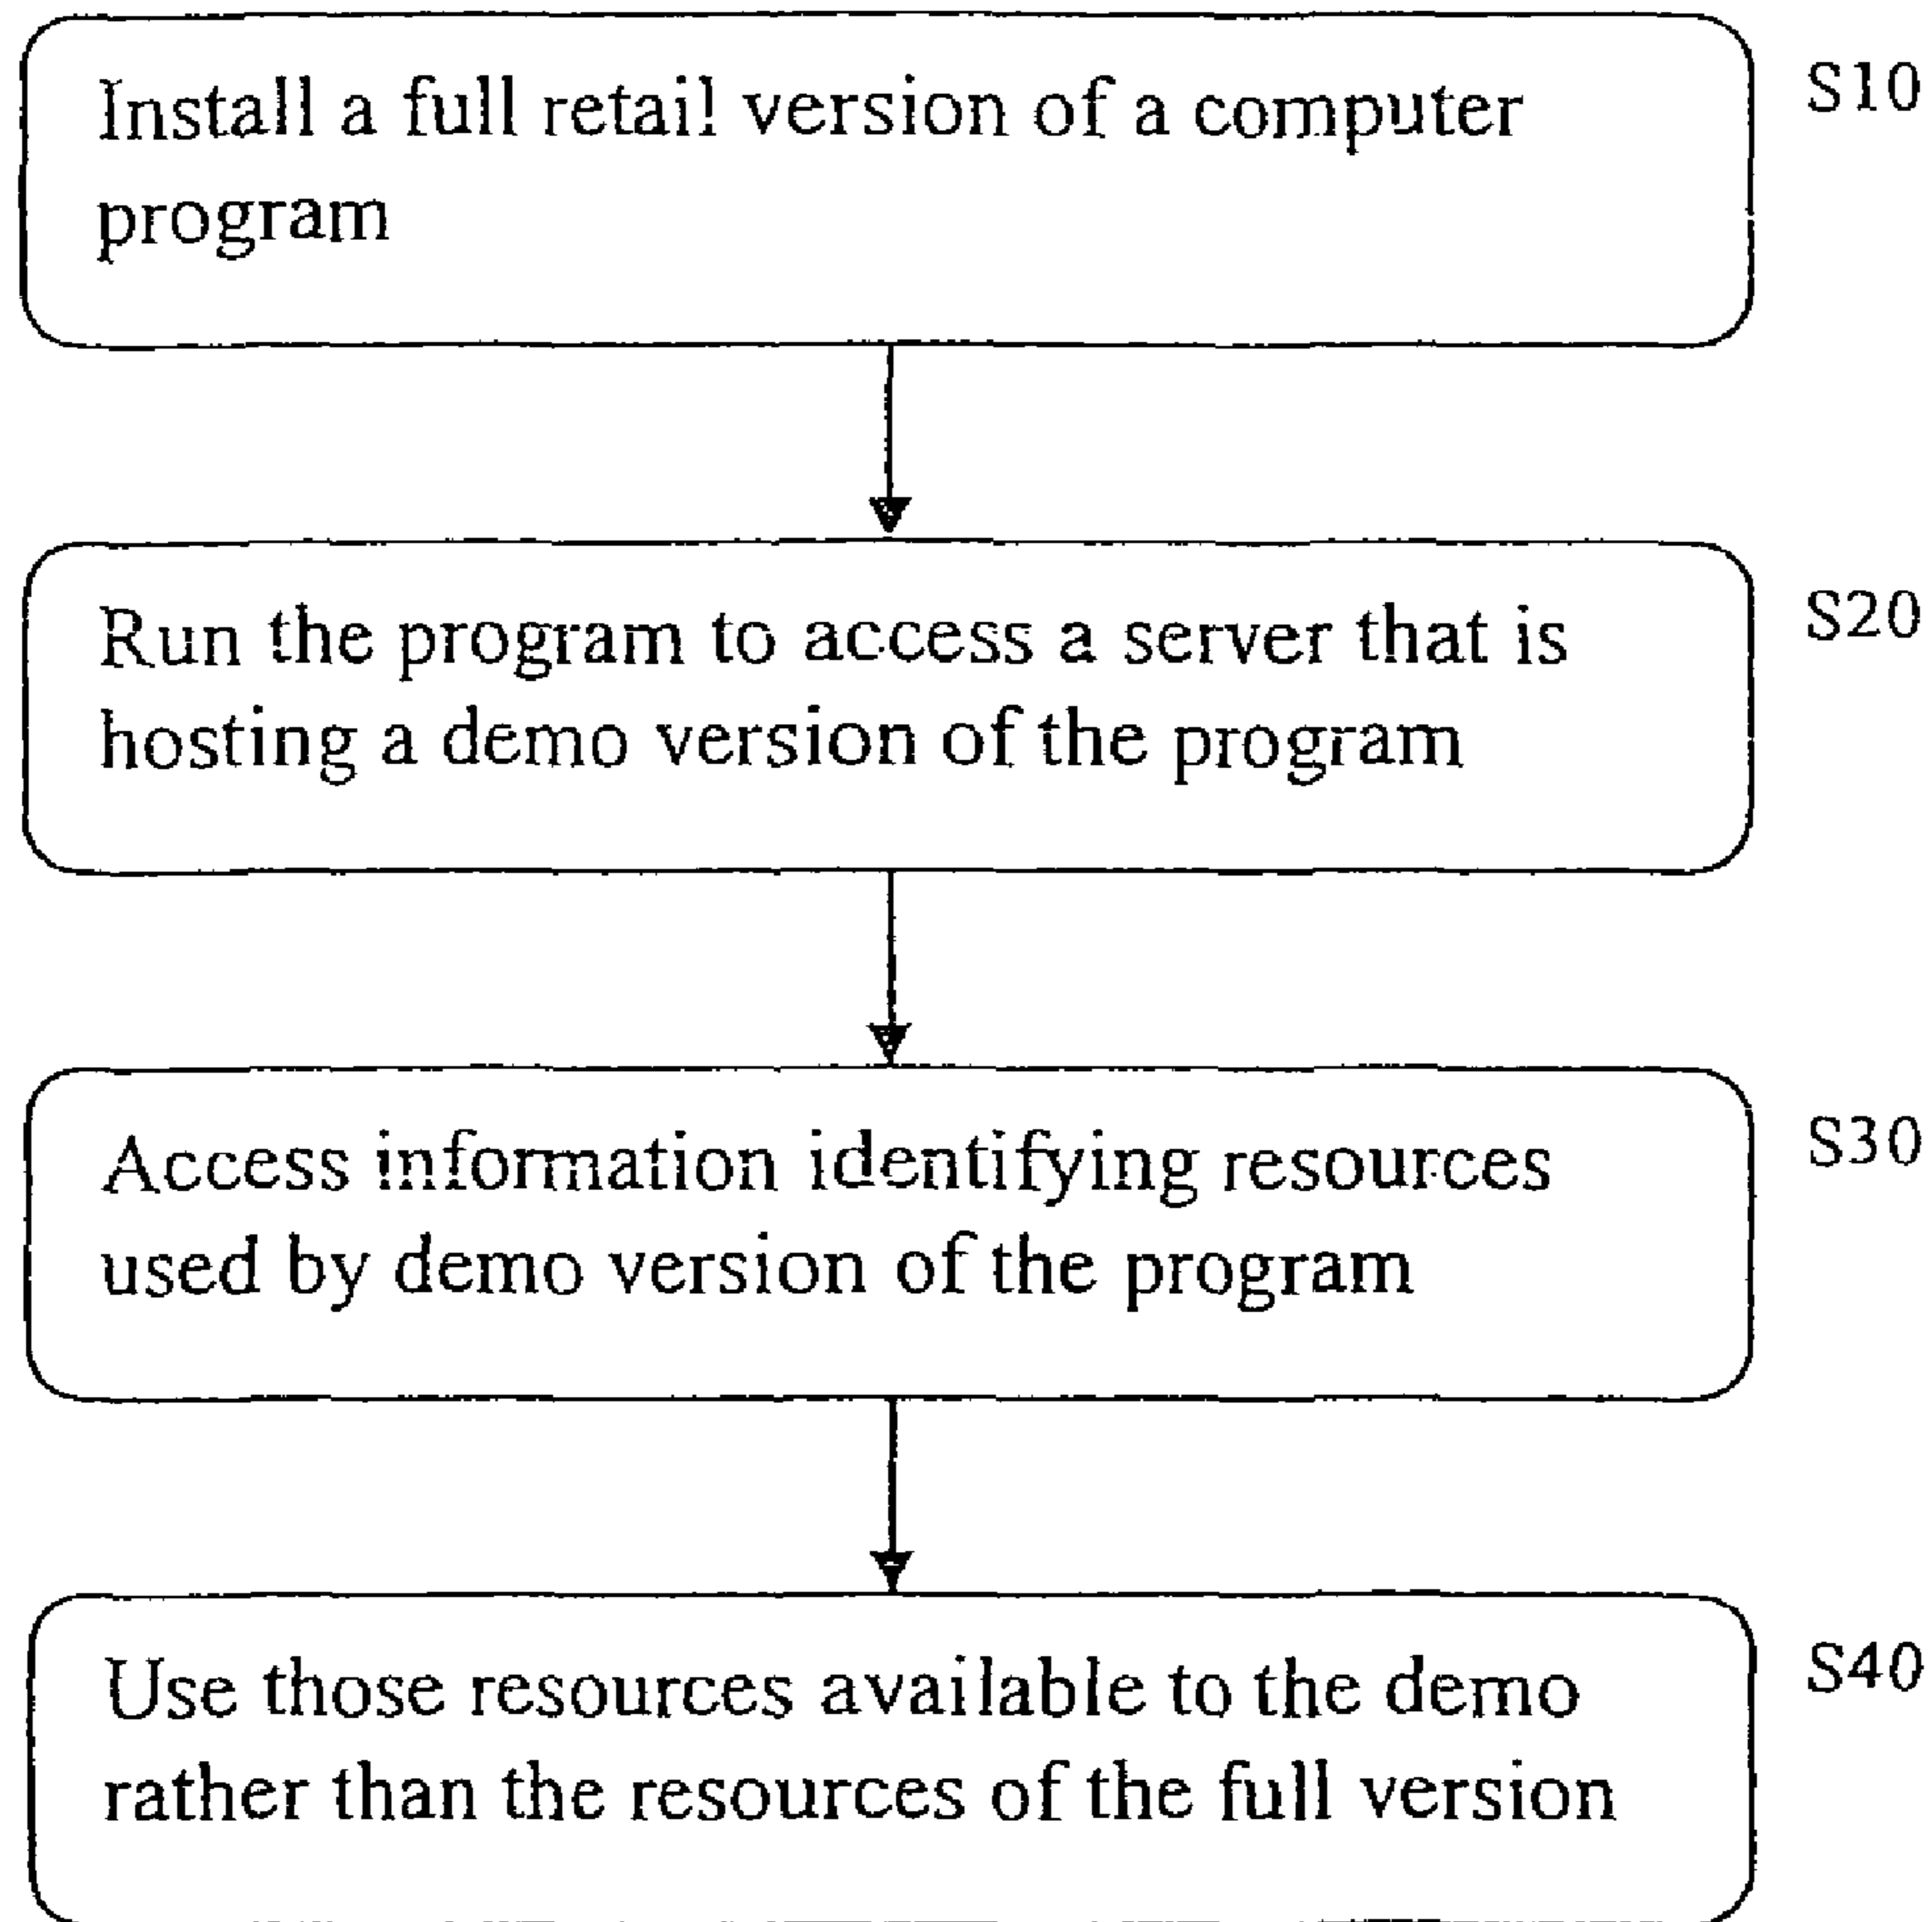 Install a full retail version of a computer S10
program
Run the program to access a server that is S20
hosting a demo version of the program
Access information identifying resources S30
used by demo version of the program
Use those resources available to the demo S40
rather than the resources of the full version